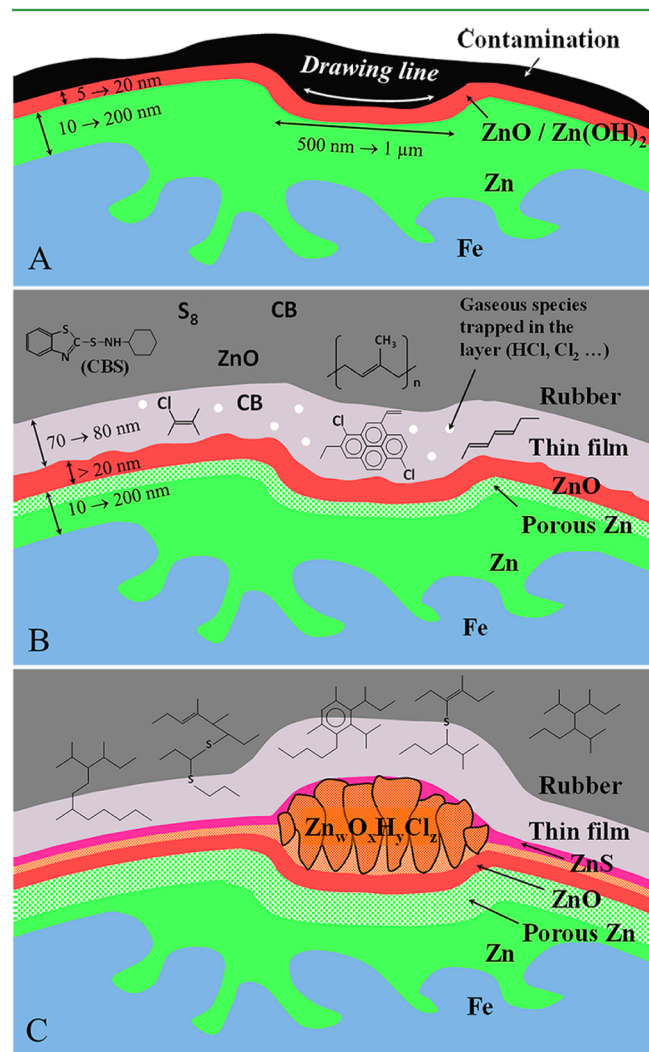 Contamination
Drawing line
5 → 20 nm
10 → 200 nm
500 nm → 1 µm
ZnO / Zn(OH)2
Zn
Fe
A
S8
CB
Gaseous species
trapped in the
layer (HCl, Cl2 ...)
S
C
S
NH
N
(CBS)
ZnO
CH3
n
Rubber
Cl
CB
Cl
Cl
70 → 80 nm
Thin film
> 20 nm
ZnO
10 → 200 nm
Porous Zn
Zn
Fe
B
S
S
S
Rubber
ZnwOxHyClz
Thin film
ZnS
ZnO
Porous Zn
Zn
Fe
C